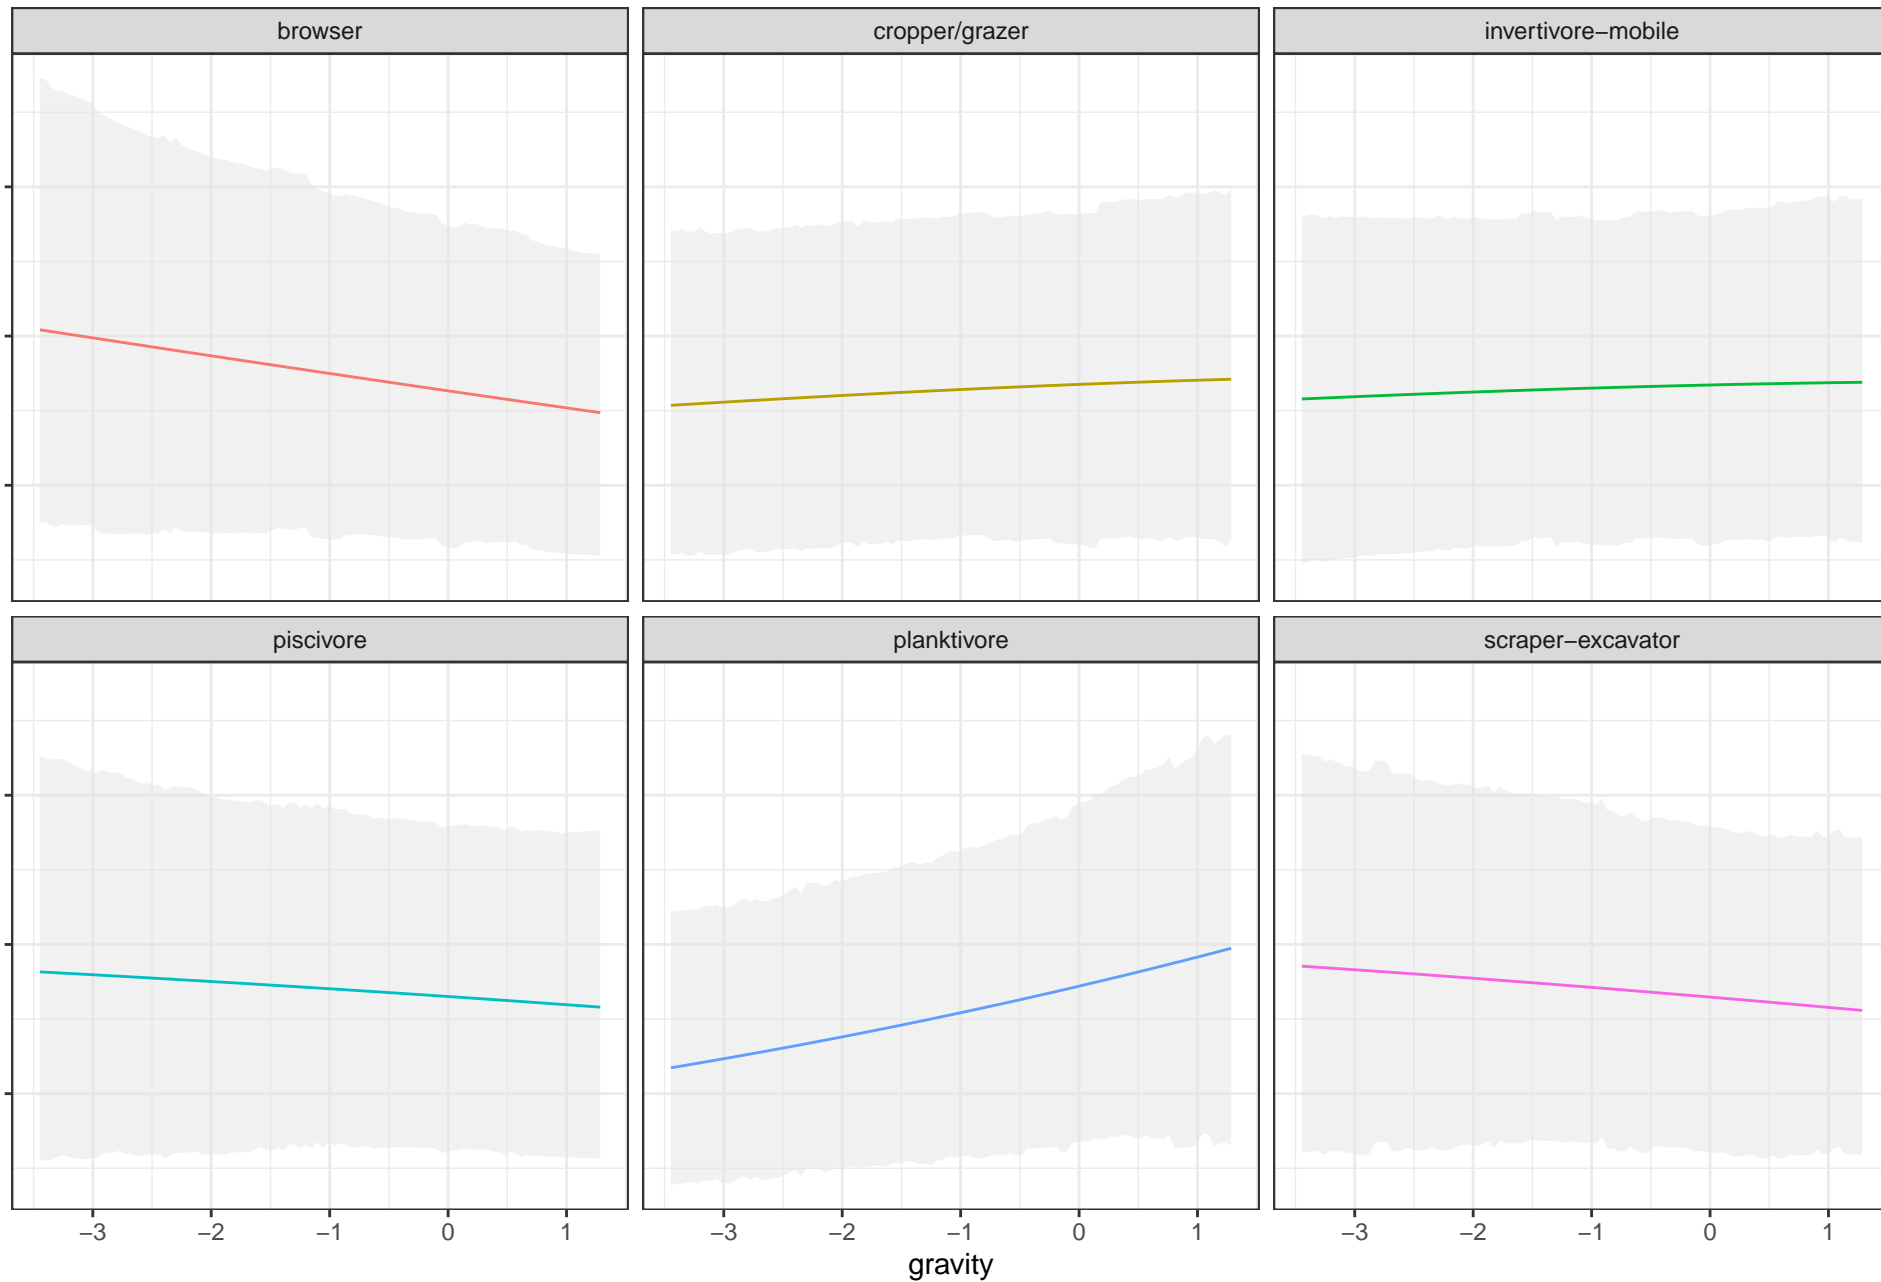 browser cropper/grazer invertivore−mobile
piscivore planktivore scraper−excavator
−3 −2 −1 0 1 −3 −2 −1 0 1 −3 −2 −1 0 1
gravity